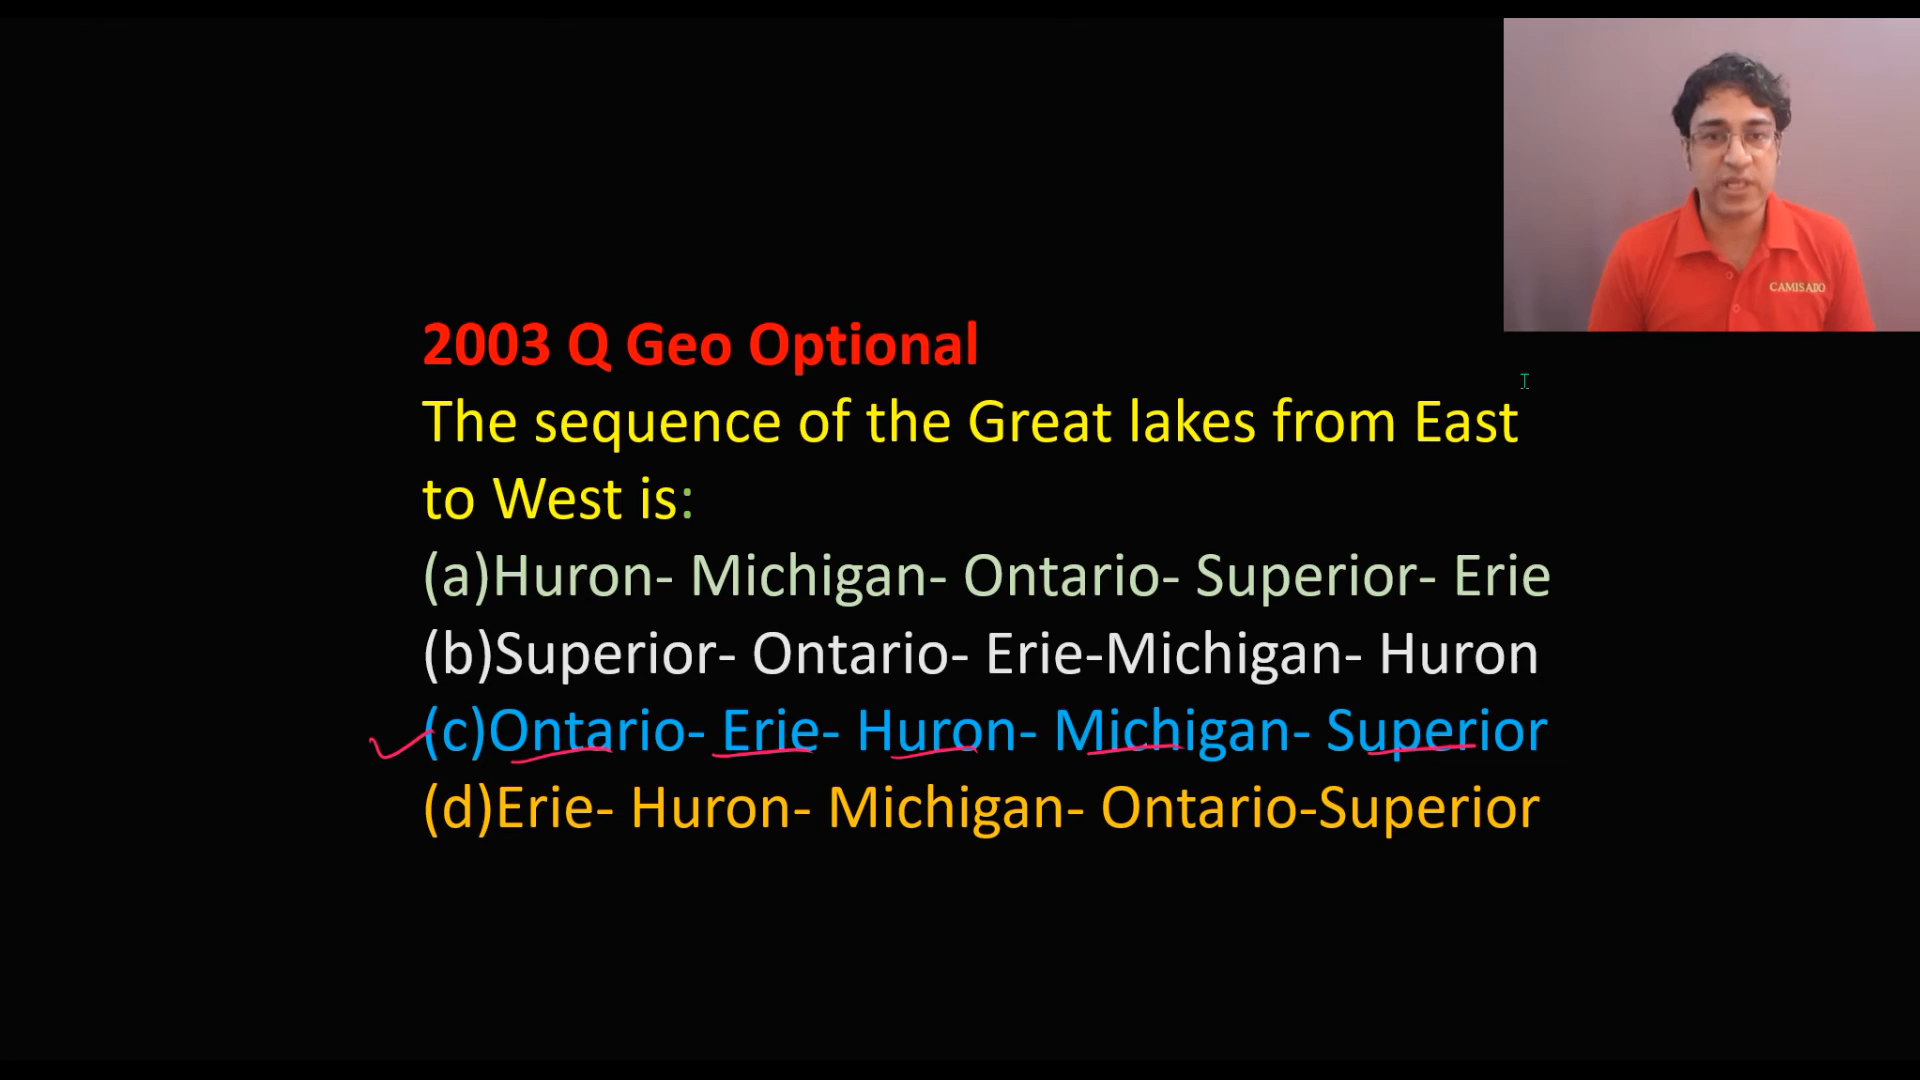 CAMISADO
2003 Q Geo Optional
The sequence of the Great lakes from East
to West is:
(a)Huron- Michigan- Ontario- Superior- Erie
(b)Superior- Ontario- Erie-Michigan- Huron
(c)Ontario- Erie- Huron- Michigan- Superior
(d)Erie- Huron- Michigan- Ontario-Superior